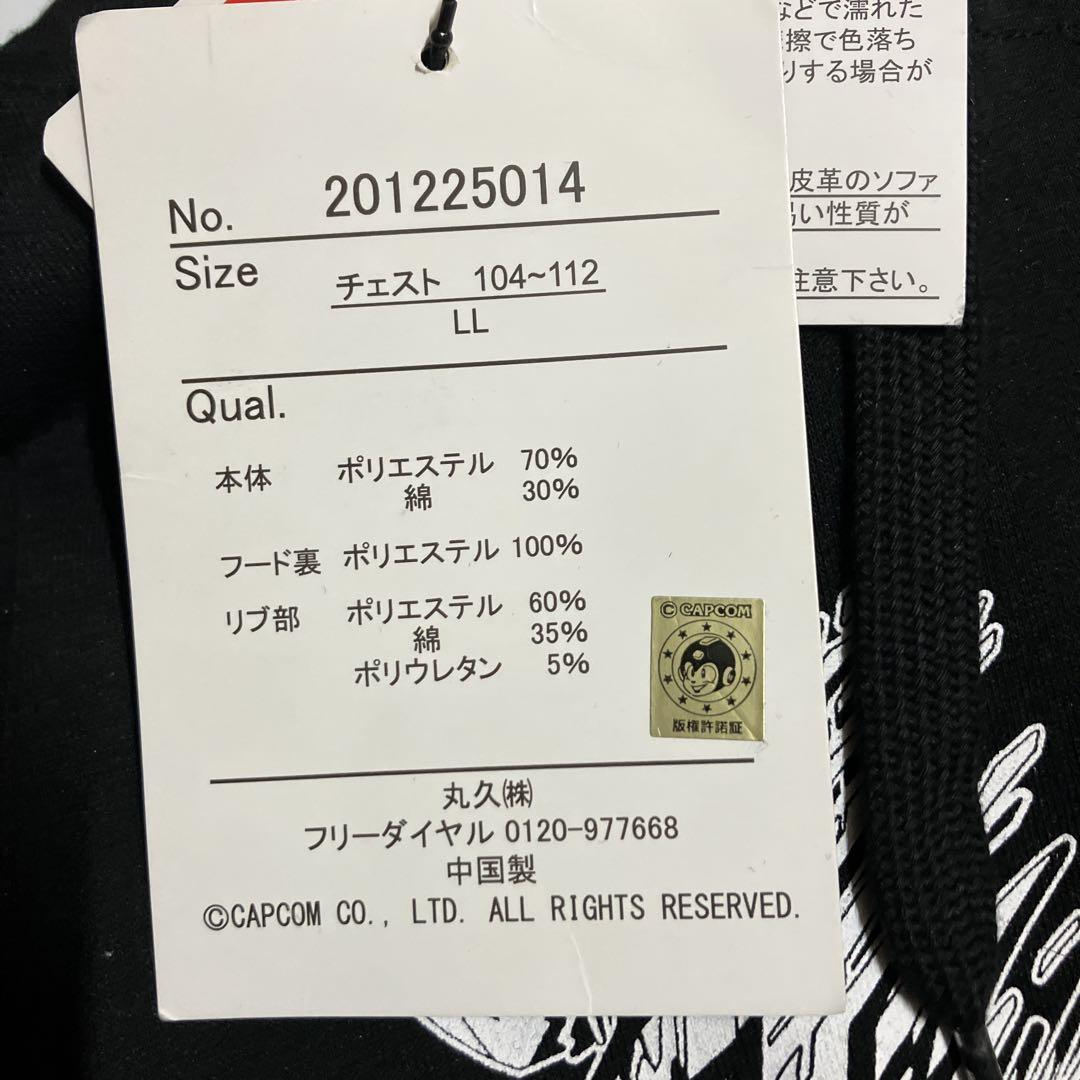 などで濡れた
擦で色落ち
りする場合が
皮革のソファ
い性質が
注意下さい。
No. 201225014
Size チェスト 104~112
LL
Qual.
本体 ポリエステル 70%
綿 30%
フード裏 ポリエステル 100%
リブ部 ポリエステル 60%
綿 35%
ポリウレタン 5%
© CAPCOM
版権許諾証
丸久㈱
フリーダイヤル 0120-977668
中国製
©CAPCOM CO., LTD. ALL RIGHTS RESERVED.